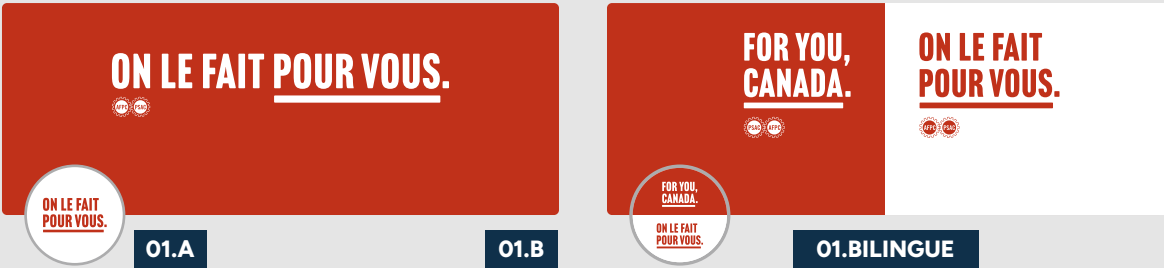 ON LE FAIT POUR VOUS.
AFPC PSAC
ON LE FAIT
POUR VOUS.
01.A
01.B
FOR YOU,
CANADA.
PSAC AFPC
ON LE FAIT
POUR VOUS.
AFPC PSAC
FOR YOU,
CANADA.
ON LE FAIT
POUR VOUS.
01.BILINGUE